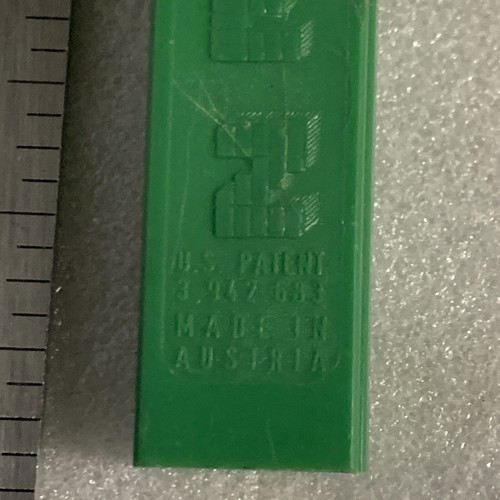 Z
U.S. PATENT
3,942,683
MADE IN
AUSTRIA